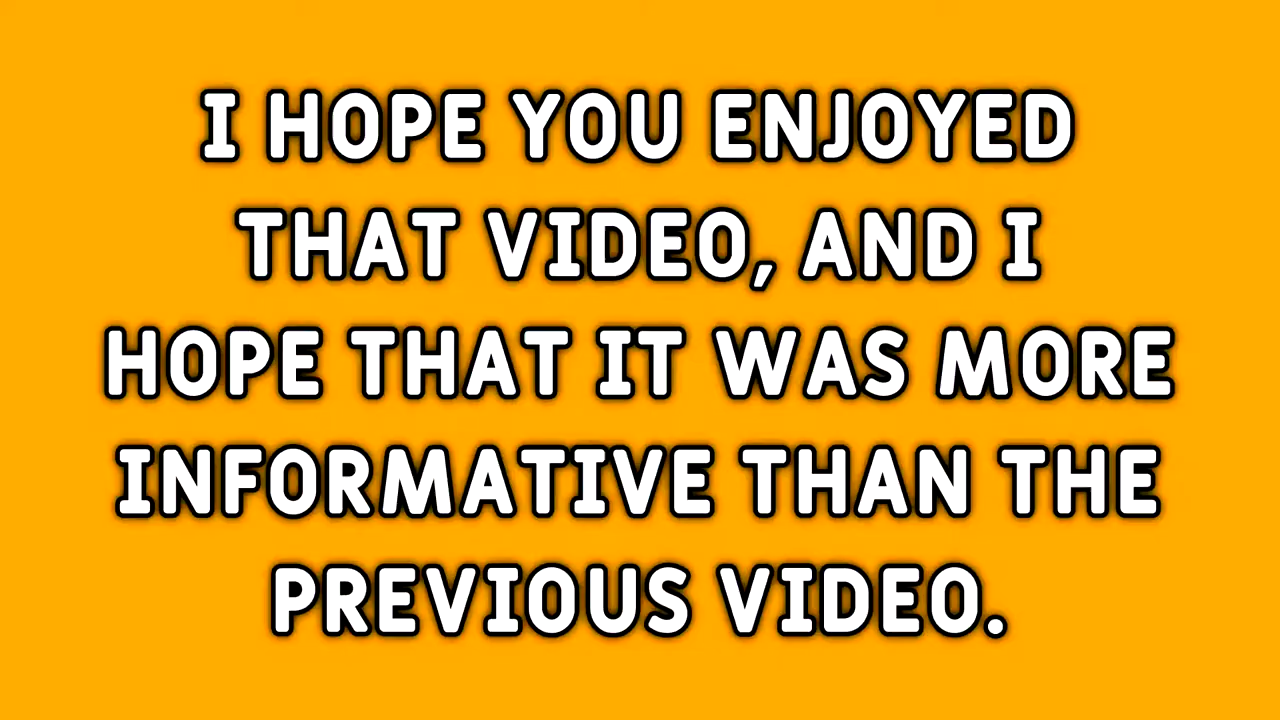 I HOPE YOU ENJOYED
THAT VIDEO, AND I
HOPE THAT IT WAS MORE
INFORMATIVE THAN THE
PREVIOUS VIDEO.